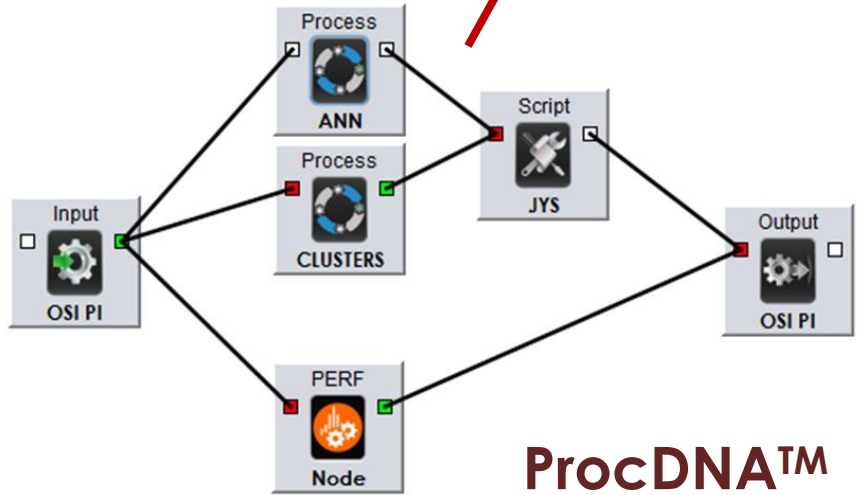 Process
ANN
Process
CLUSTERS
Input
OSI PI
Script
JYS
Output
OSI PI
PERF
Node
ProcDNA™